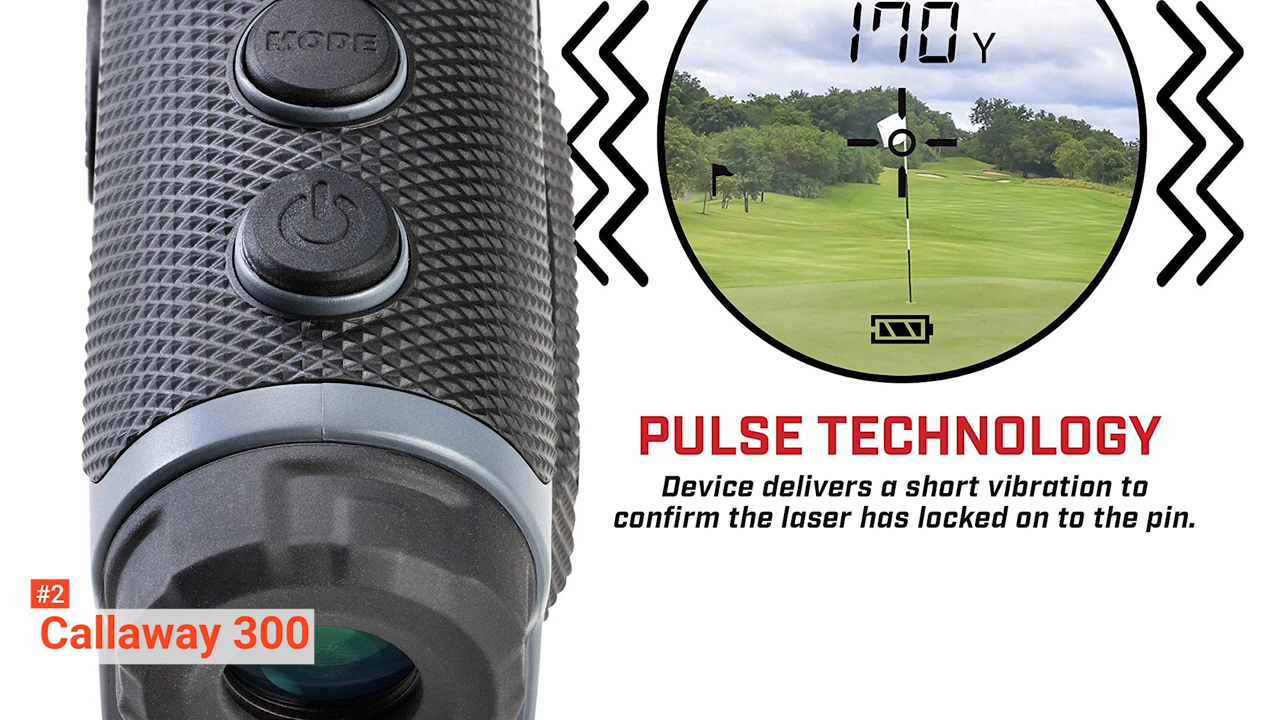 MODE
170 Y
PULSE TECHNOLOGY
Device delivers a short vibration to
confirm the laser has locked on to the pin.
#2
Callaway 300